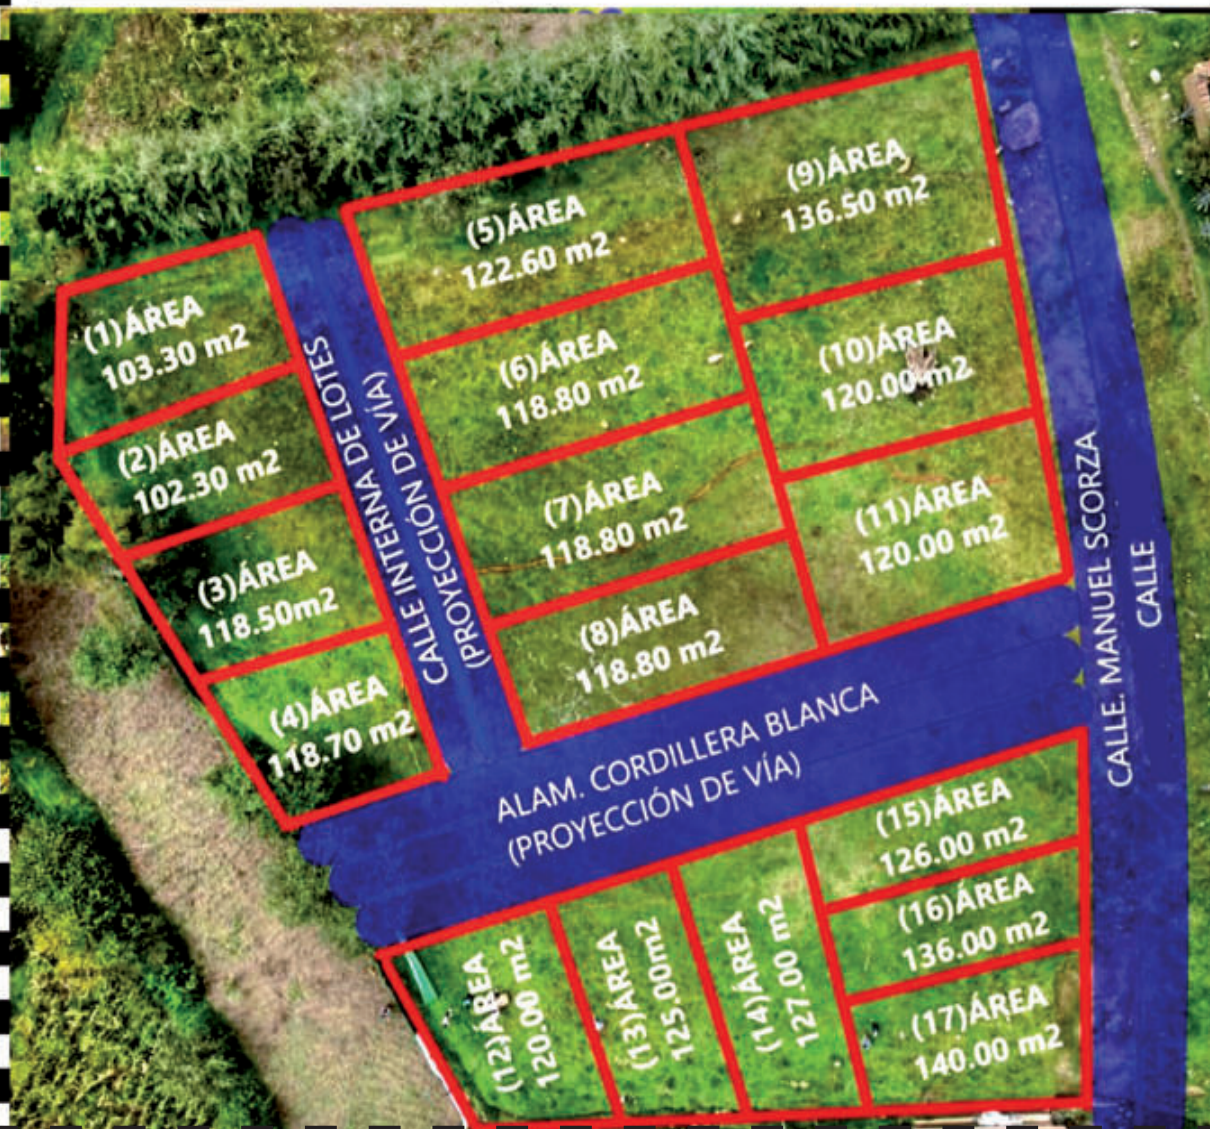 (1)ÁREA
103.30 m2
(2)ÁREA
102.30 m2
(3)ÁREA
118.50m2
(4)ÁREA
118.70 m2
CALLE INTERNA DE LOTES
(PROYECCIÓN DE VÍA)
(5)ÁREA
122.60 m2
(6)ÁREA
118.80 m2
(7)ÁREA
118.80 m2
(8)ÁREA
118.80 m2
(9)ÁREA
136.50 m2
(10)ÁREA
120.00 m2
(11)ÁREA
120.00 m2
CALLE. MANUEL SCORZA
CALLE
ALAM. CORDILLERA BLANCA
(PROYECCIÓN DE VÍA)
(12)ÁREA
120.00 m2
(13)ÁREA
125.00m2
(14)ÁREA
127.00 m2
(15)ÁREA
126.00 m2
(16)ÁREA
136.00 m2
(17)ÁREA
140.00 m2